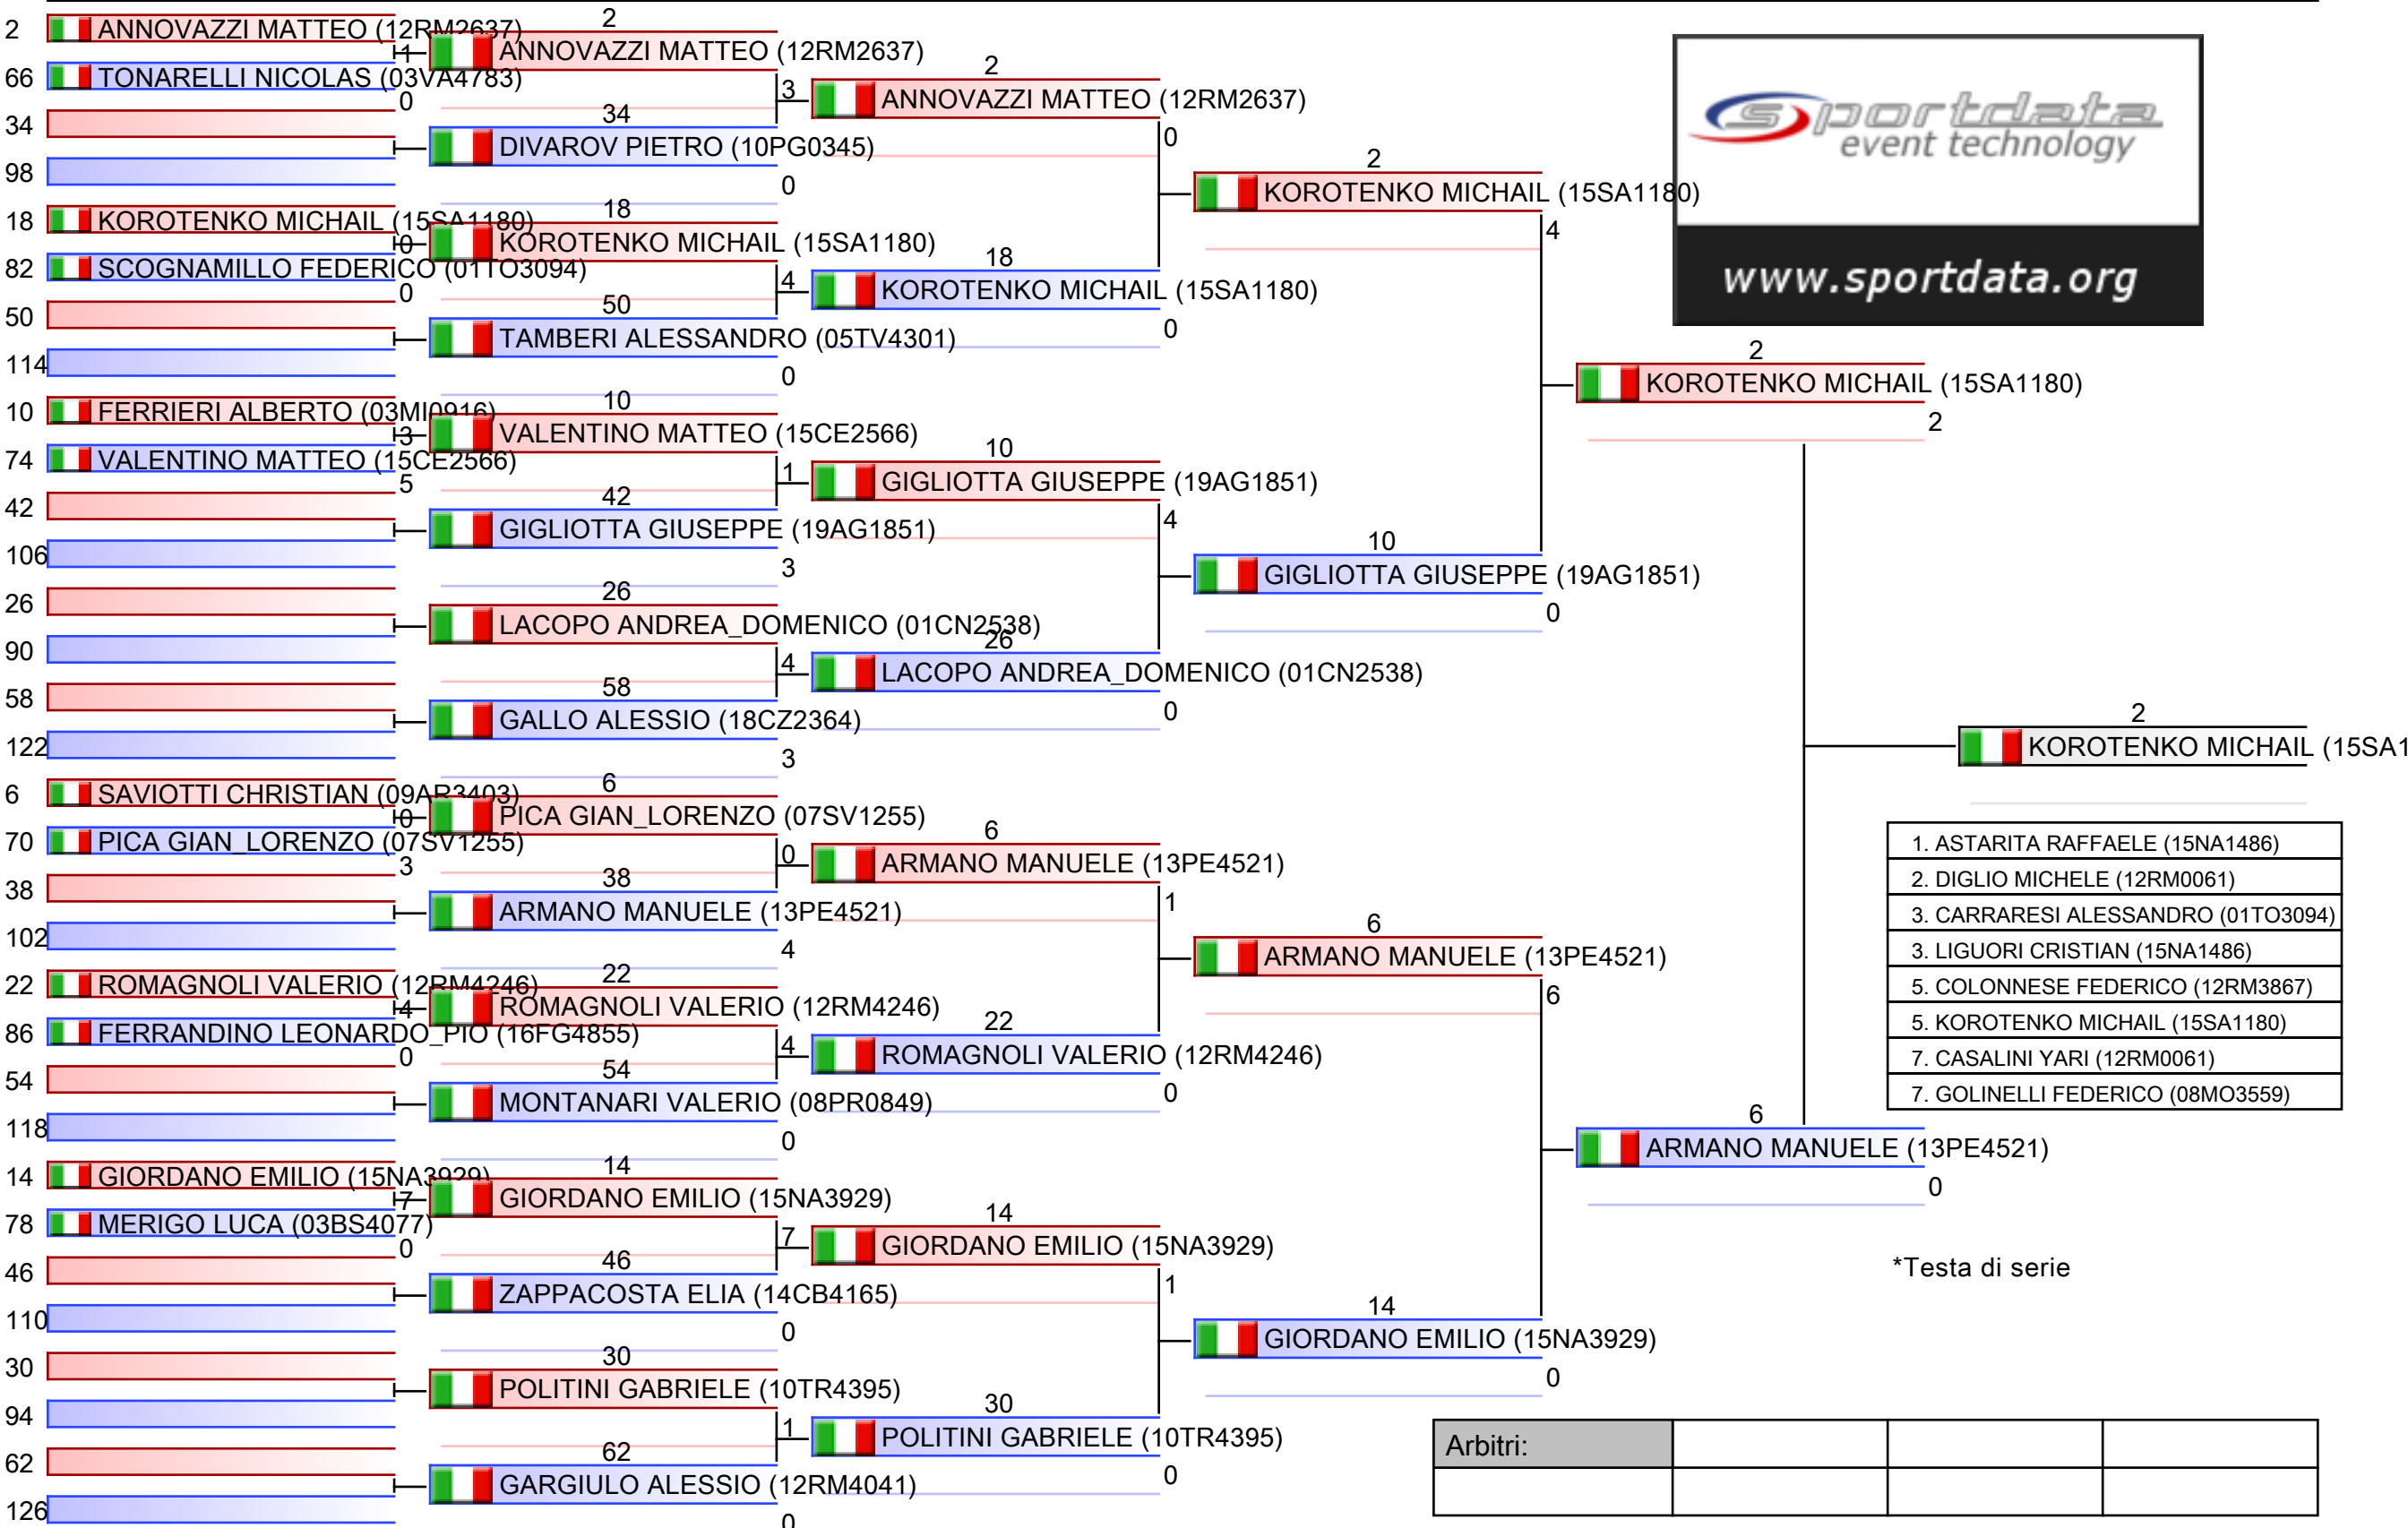 2 ANNOVAZZI MATTEO (12RM2637)
1
66 TONARELLI NICOLAS (03VA4783)
0
34
98
18 KOROTENKO MICHAIL (15SA1180)
0
82 SCOGNAMILLO FEDERICO (01TO3094)
0
50
114
10 FERRIERI ALBERTO (03MI0916)
3
74 VALENTINO MATTEO (15CE2566)
5
42
106
26
90
58
122
6 SAVIOTTI CHRISTIAN (09AR3403)
0
70 PICA GIAN_LORENZO (07SV1255)
3
38
102
22 ROMAGNOLI VALERIO (12RM4246)
4
86 FERRANDINO LEONARDO_PIO (16FG4855)
0
54
118
14 GIORDANO EMILIO (15NA3929)
7
78 MERIGO LUCA (03BS4077)
0
46
110
30
94
62
126
2
ANNOVAZZI MATTEO (12RM2637)
3
34
DIVAROV PIETRO (10PG0345)
0
18
KOROTENKO MICHAIL (15SA1180)
4
50
TAMBERI ALESSANDRO (05TV4301)
0
10
VALENTINO MATTEO (15CE2566)
1
42
GIGLIOTTA GIUSEPPE (19AG1851)
3
26
LACOPO ANDREA_DOMENICO (01CN2538)
4
58
GALLO ALESSIO (18CZ2364)
3
6
PICA GIAN_LORENZO (07SV1255)
0
38
ARMANO MANUELE (13PE4521)
4
22
ROMAGNOLI VALERIO (12RM4246)
4
54
MONTANARI VALERIO (08PR0849)
0
14
GIORDANO EMILIO (15NA3929)
7
46
ZAPPACOSTA ELIA (14CB4165)
0
30
POLITINI GABRIELE (10TR4395)
1
62
GARGIULO ALESSIO (12RM4041)
0
2
ANNOVAZZI MATTEO (12RM2637)
0
18
KOROTENKO MICHAIL (15SA1180)
0
10
GIGLIOTTA GIUSEPPE (19AG1851)
4
26
LACOPO ANDREA_DOMENICO (01CN2538)
0
6
ARMANO MANUELE (13PE4521)
1
22
ROMAGNOLI VALERIO (12RM4246)
0
14
GIORDANO EMILIO (15NA3929)
1
30
POLITINI GABRIELE (10TR4395)
0
2
KOROTENKO MICHAIL (15SA1180)
4
10
GIGLIOTTA GIUSEPPE (19AG1851)
0
6
ARMANO MANUELE (13PE4521)
6
14
GIORDANO EMILIO (15NA3929)
0
sportdata
event technology
www.sportdata.org
2
KOROTENKO MICHAIL (15SA1180)
2
6
ARMANO MANUELE (13PE4521)
0
2
KOROTENKO MICHAIL (15SA1
1. ASTARITA RAFFAELE (15NA1486)
2. DIGLIO MICHELE (12RM0061)
3. CARRARESI ALESSANDRO (01TO3094)
3. LIGUORI CRISTIAN (15NA1486)
5. COLONNESE FEDERICO (12RM3867)
5. KOROTENKO MICHAIL (15SA1180)
7. CASALINI YARI (12RM0061)
7. GOLINELLI FEDERICO (08MO3559)
*Testa di serie
Arbitri: